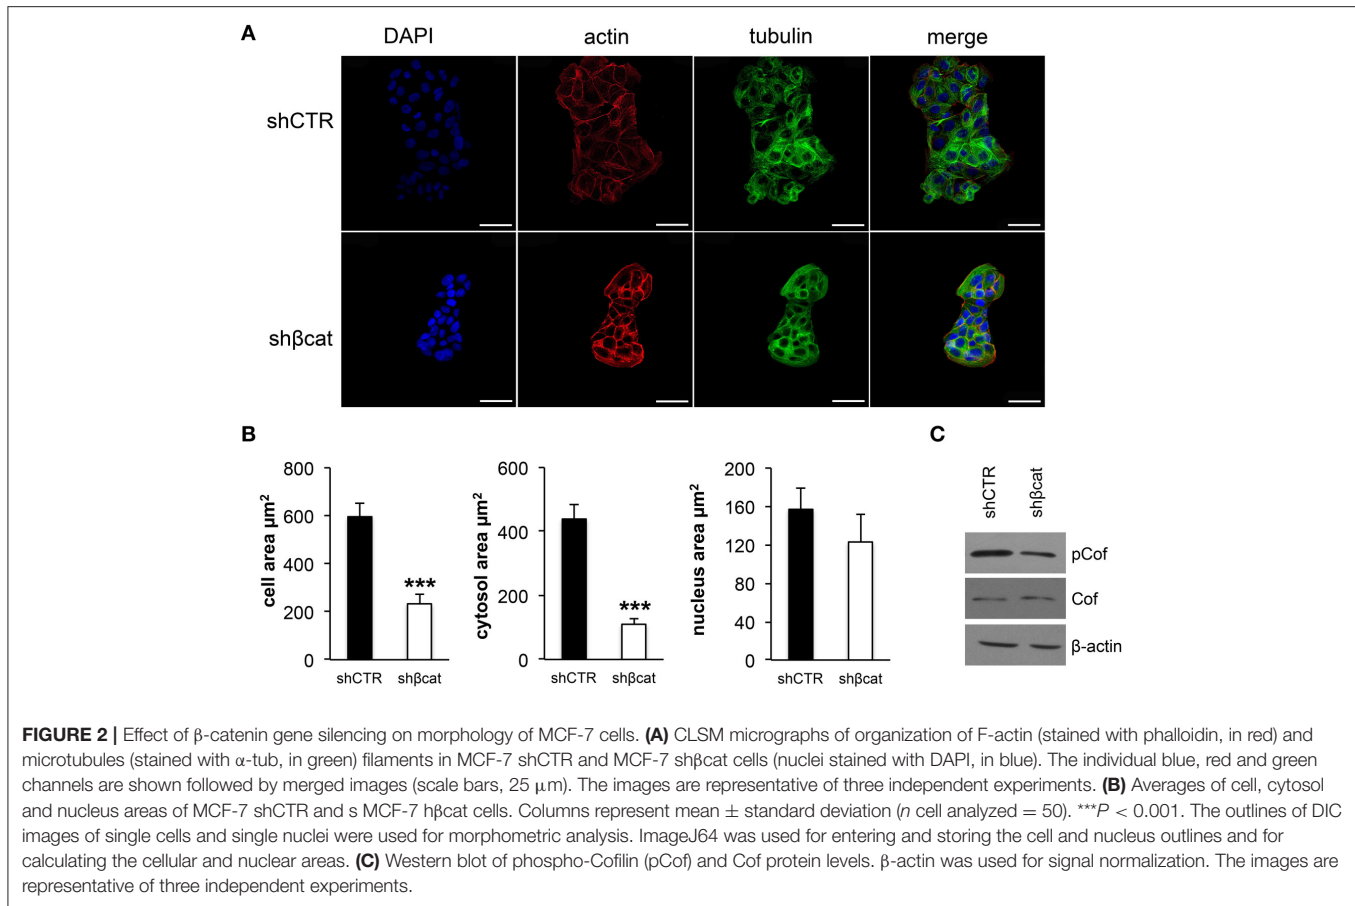 A
DAPI actin tubulin merge
shCTR
shβcat
B
C
800
600
400
200
0
cell area µm²
***
shCTR shβcat
600
400
200
0
cytosol area µm²
***
shCTR shβcat
200
160
120
80
40
0
nucleus area µm²
shCTR shβcat
shCTR shβcat
pCof
Cof
β-actin
FIGURE 2 | Effect of β-catenin gene silencing on morphology of MCF-7 cells. (A) CLSM micrographs of organization of F-actin (stained with phalloidin, in red) and
microtubules (stained with α-tub, in green) filaments in MCF-7 shCTR and MCF-7 shβcat cells (nuclei stained with DAPI, in blue). The individual blue, red and green
channels are shown followed by merged images (scale bars, 25 µm). The images are representative of three independent experiments. (B) Averages of cell, cytosol
and nucleus areas of MCF-7 shCTR and s MCF-7 hβcat cells. Columns represent mean ± standard deviation (n cell analyzed = 50). ***P < 0.001. The outlines of DIC
images of single cells and single nuclei were used for morphometric analysis. ImageJ64 was used for entering and storing the cell and nucleus outlines and for
calculating the cellular and nuclear areas. (C) Western blot of phospho-Cofilin (pCof) and Cof protein levels. β-actin was used for signal normalization. The images are
representative of three independent experiments.